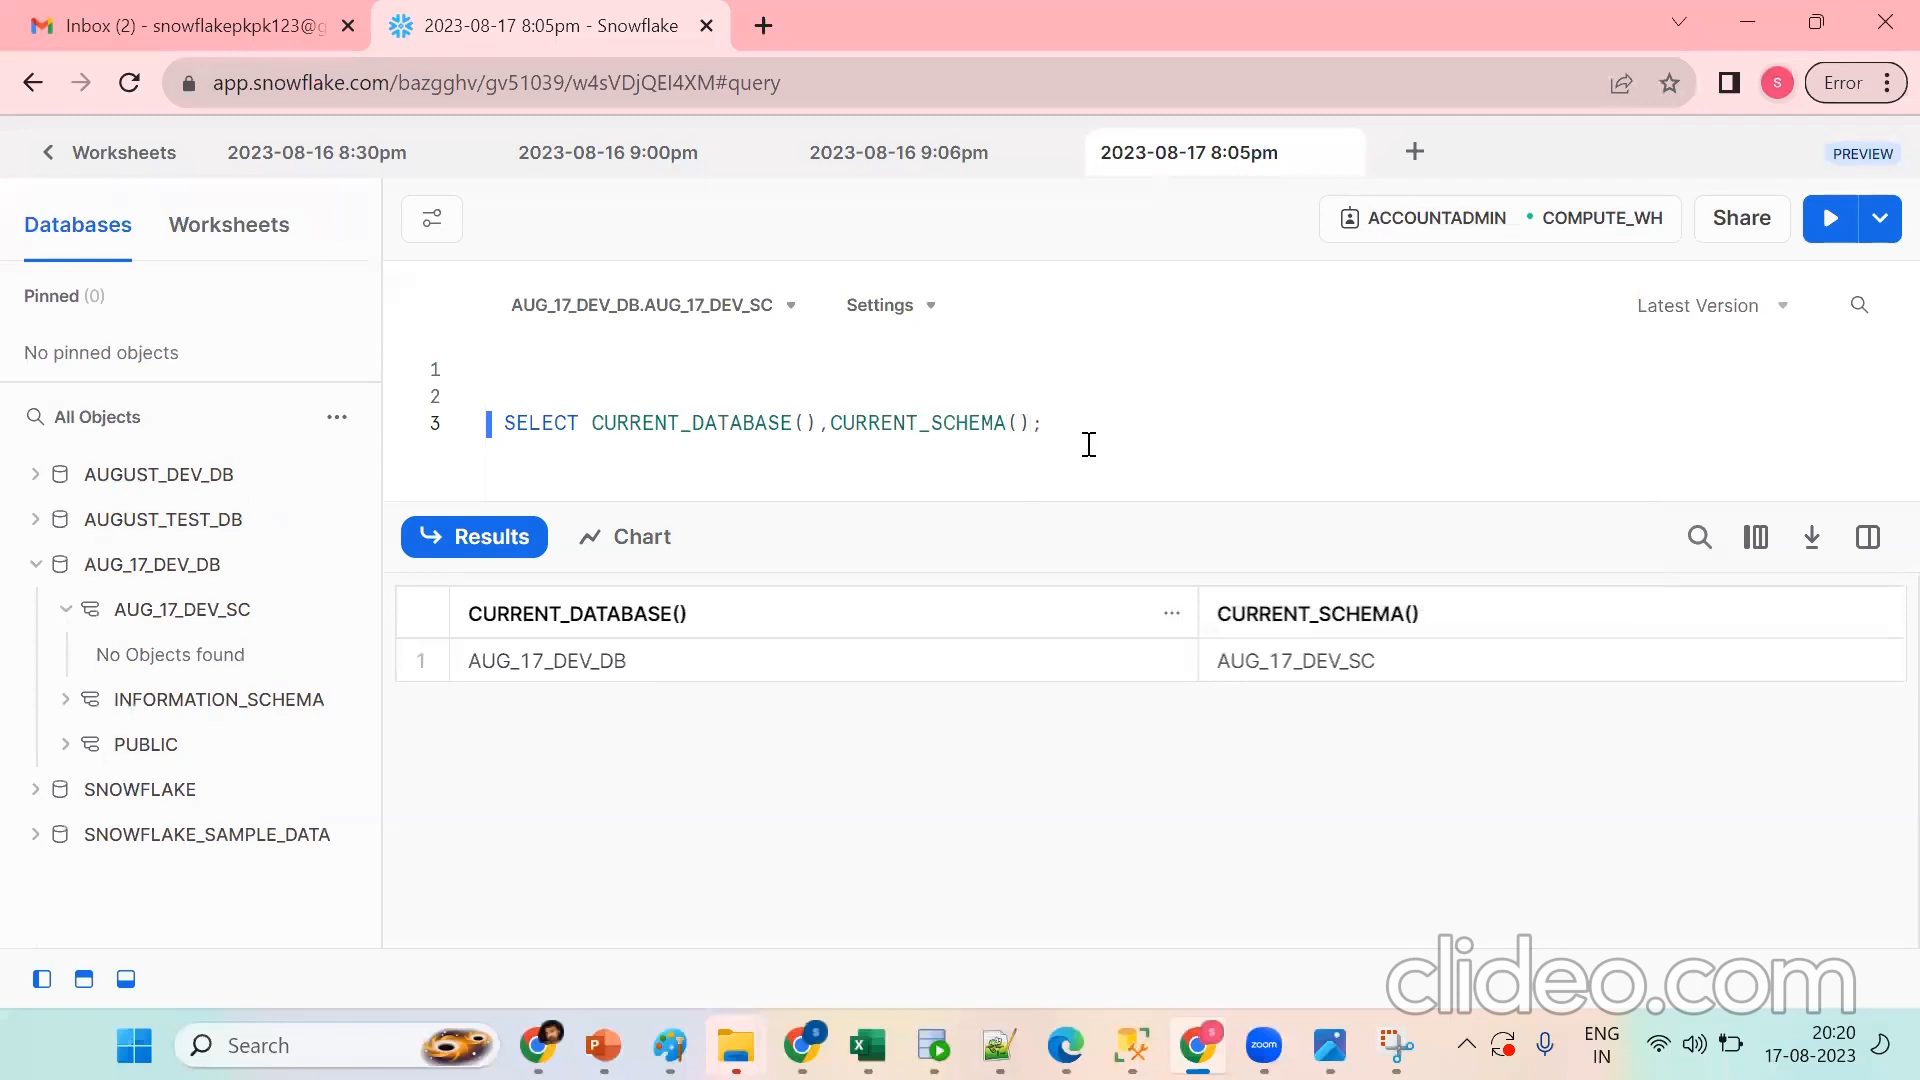 Inbox (2) - snowflakepkpk123@g
2023-08-17 8:05pm - Snowflake
app.snowflake.com/bazgghv/gv51039/w4sVDjQEI4XM#query
S
Error
Worksheets
2023-08-16 8:30pm
2023-08-16 9:00pm
2023-08-16 9:06pm
2023-08-17 8:05pm
PREVIEW
Databases
Worksheets
ACCOUNTADMIN
COMPUTE_WH
Share
Pinned (0)
No pinned objects
AUG_17_DEV_DB.AUG_17_DEV_SC
Settings
Latest Version
1
2
3 SELECT CURRENT_DATABASE(),CURRENT_SCHEMA();
All Objects
AUGUST_DEV_DB
AUGUST_TEST_DB
AUG_17_DEV_DB
AUG_17_DEV_SC
No Objects found
INFORMATION_SCHEMA
PUBLIC
SNOWFLAKE
SNOWFLAKE_SAMPLE_DATA
Results
Chart
CURRENT_DATABASE() ... CURRENT_SCHEMA()
1 AUG_17_DEV_DB AUG_17_DEV_SC
clideo.com
Search
S
S
zoom
ENG
IN
20:20
17-08-2023